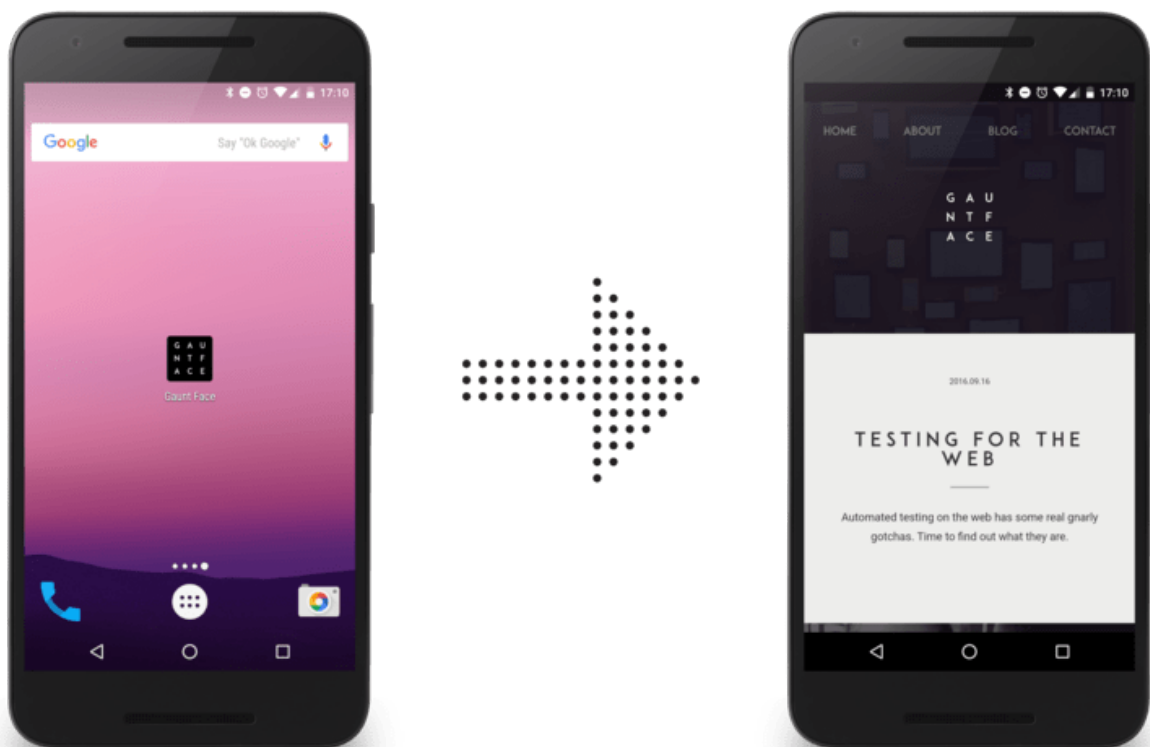 17:10
Google Say "Ok Google"
G A U
N T F
A C E
Gaunt Face
17:10
HOME ABOUT BLOG CONTACT
G A U
N T F
A C E
2016.09.16
TESTING FOR THE
WEB
Automated testing on the web has some real gnarly
gotchas. Time to find out what they are.